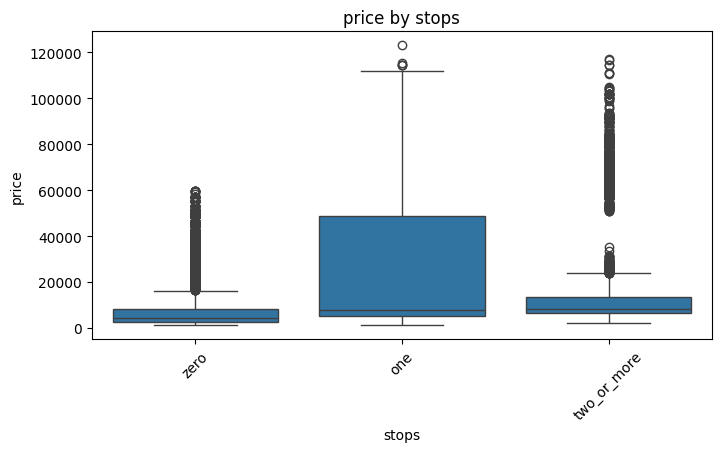 price by stops
price
120000
100000
80000
60000
40000
20000
0
zero
one
two_or_more
stops